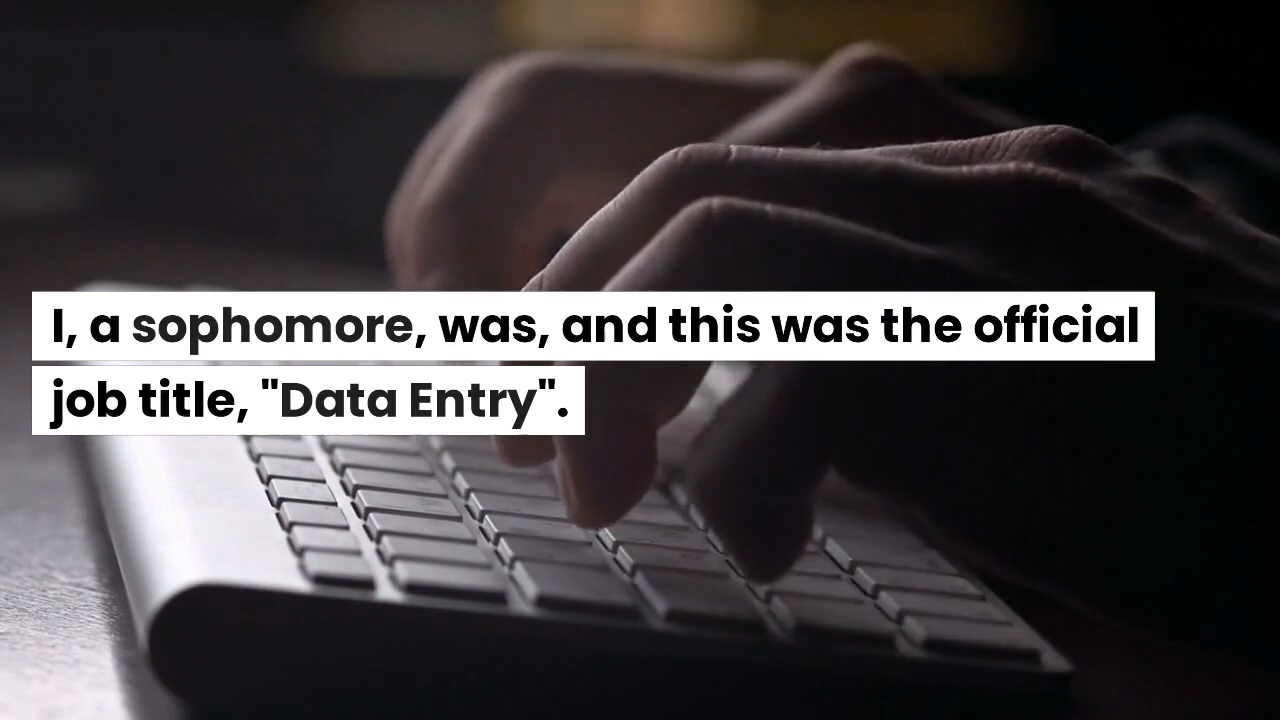 I, a sophomore, was, and this was the official
job title, "Data Entry".